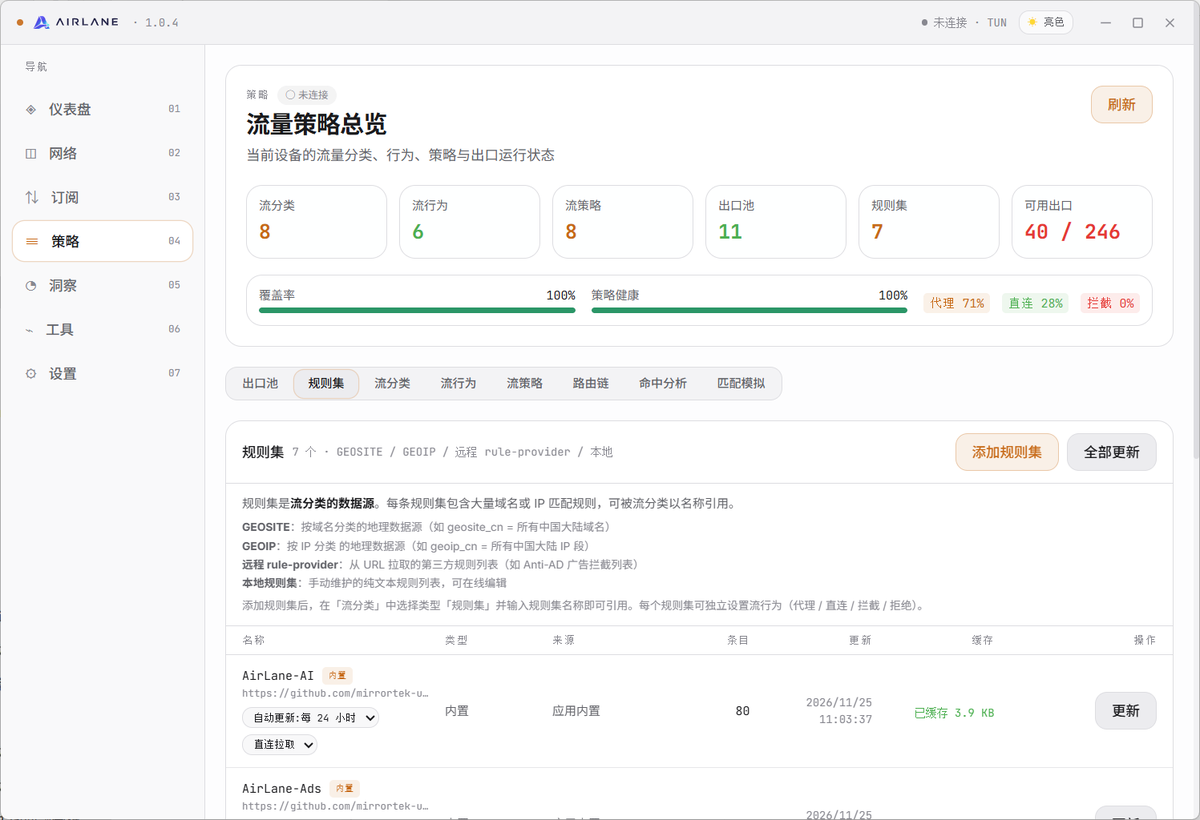 AIRLANE · 1.0.4
未连接 · TUN 亮色
导航
仪表盘 01
网络 02
订阅 03
策略 04
洞察 05
工具 06
设置 07
策略 未连接
刷新
流量策略总览
当前设备的流量分类、行为、策略与出口运行状态
流分类 流行为 流策略 出口池 规则集 可用出口
8 6 8 11 7 40 / 246
覆盖率 100% 策略健康 100% 代理 71% 直连 28% 拦截 0%
出口池 规则集 流分类 流行为 流策略 路由链 命中分析 匹配模拟
规则集 7 个 · GEOSITE / GEOIP / 远程 rule-provider / 本地 添加规则集 全部更新
规则集是流分类的数据源。每条规则集包含大量域名或 IP 匹配规则，可被流分类以名称引用。
GEOSITE：按域名分类的地理数据源（如 geosite_cn = 所有中国大陆域名）
GEOIP：按 IP 分类 的地理数据源（如 geoip_cn = 所有中国大陆 IP 段）
远程 rule-provider：从 URL 拉取的第三方规则列表（如 Anti-AD 广告拦截列表）
本地规则集：手动维护的纯文本规则列表，可在线编辑
添加规则集后，在「流分类」中选择类型「规则集」并输入规则集名称即可引用。每个规则集可独立设置流行为（代理 / 直连 / 拦截 / 拒绝）。
名称 类型 来源 条目 更新 缓存 操作
AirLane-AI 内置
https://github.com/mirrortek-u…
自动更新:每 24 小时
直连拉取
内置 应用内置 80 2026/11/25 11:03:37 已缓存 3.9 KB 更新
AirLane-Ads 内置
https://github.com/mirrortek-u…
2026/11/25